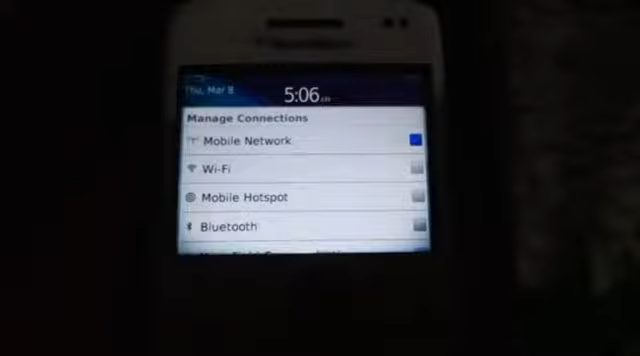 Thu, Mar 8
5:06
Manage Connections
Mobile Network
Wi-Fi
Mobile Hotspot
Bluetooth